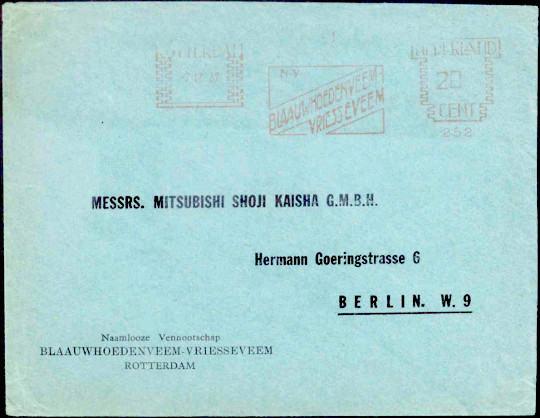 NEDERLAND
N.V.
20
BLAAUWHOEDENVEEM
VRIESSEVEEM
CENT
252
MESSRS. MITSUBISHI SHOJI KAISHA G.M.B.H.
Hermann Goeringstrasse 6
BERLIN. W. 9
Naamlooze Vennootschap
BLAAUWHOEDENVEEM-VRIESSEVEEM
ROTTERDAM